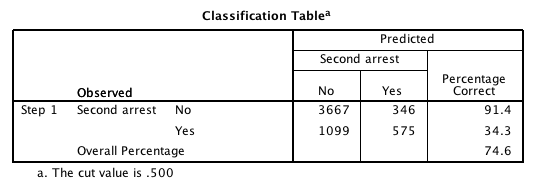 Classification Tablea
Predicted
Second arrest
Observed No Yes Percentage Correct
Step 1 Second arrest No 3667 346 91.4
Yes 1099 575 34.3
Overall Percentage 74.6
a. The cut value is .500